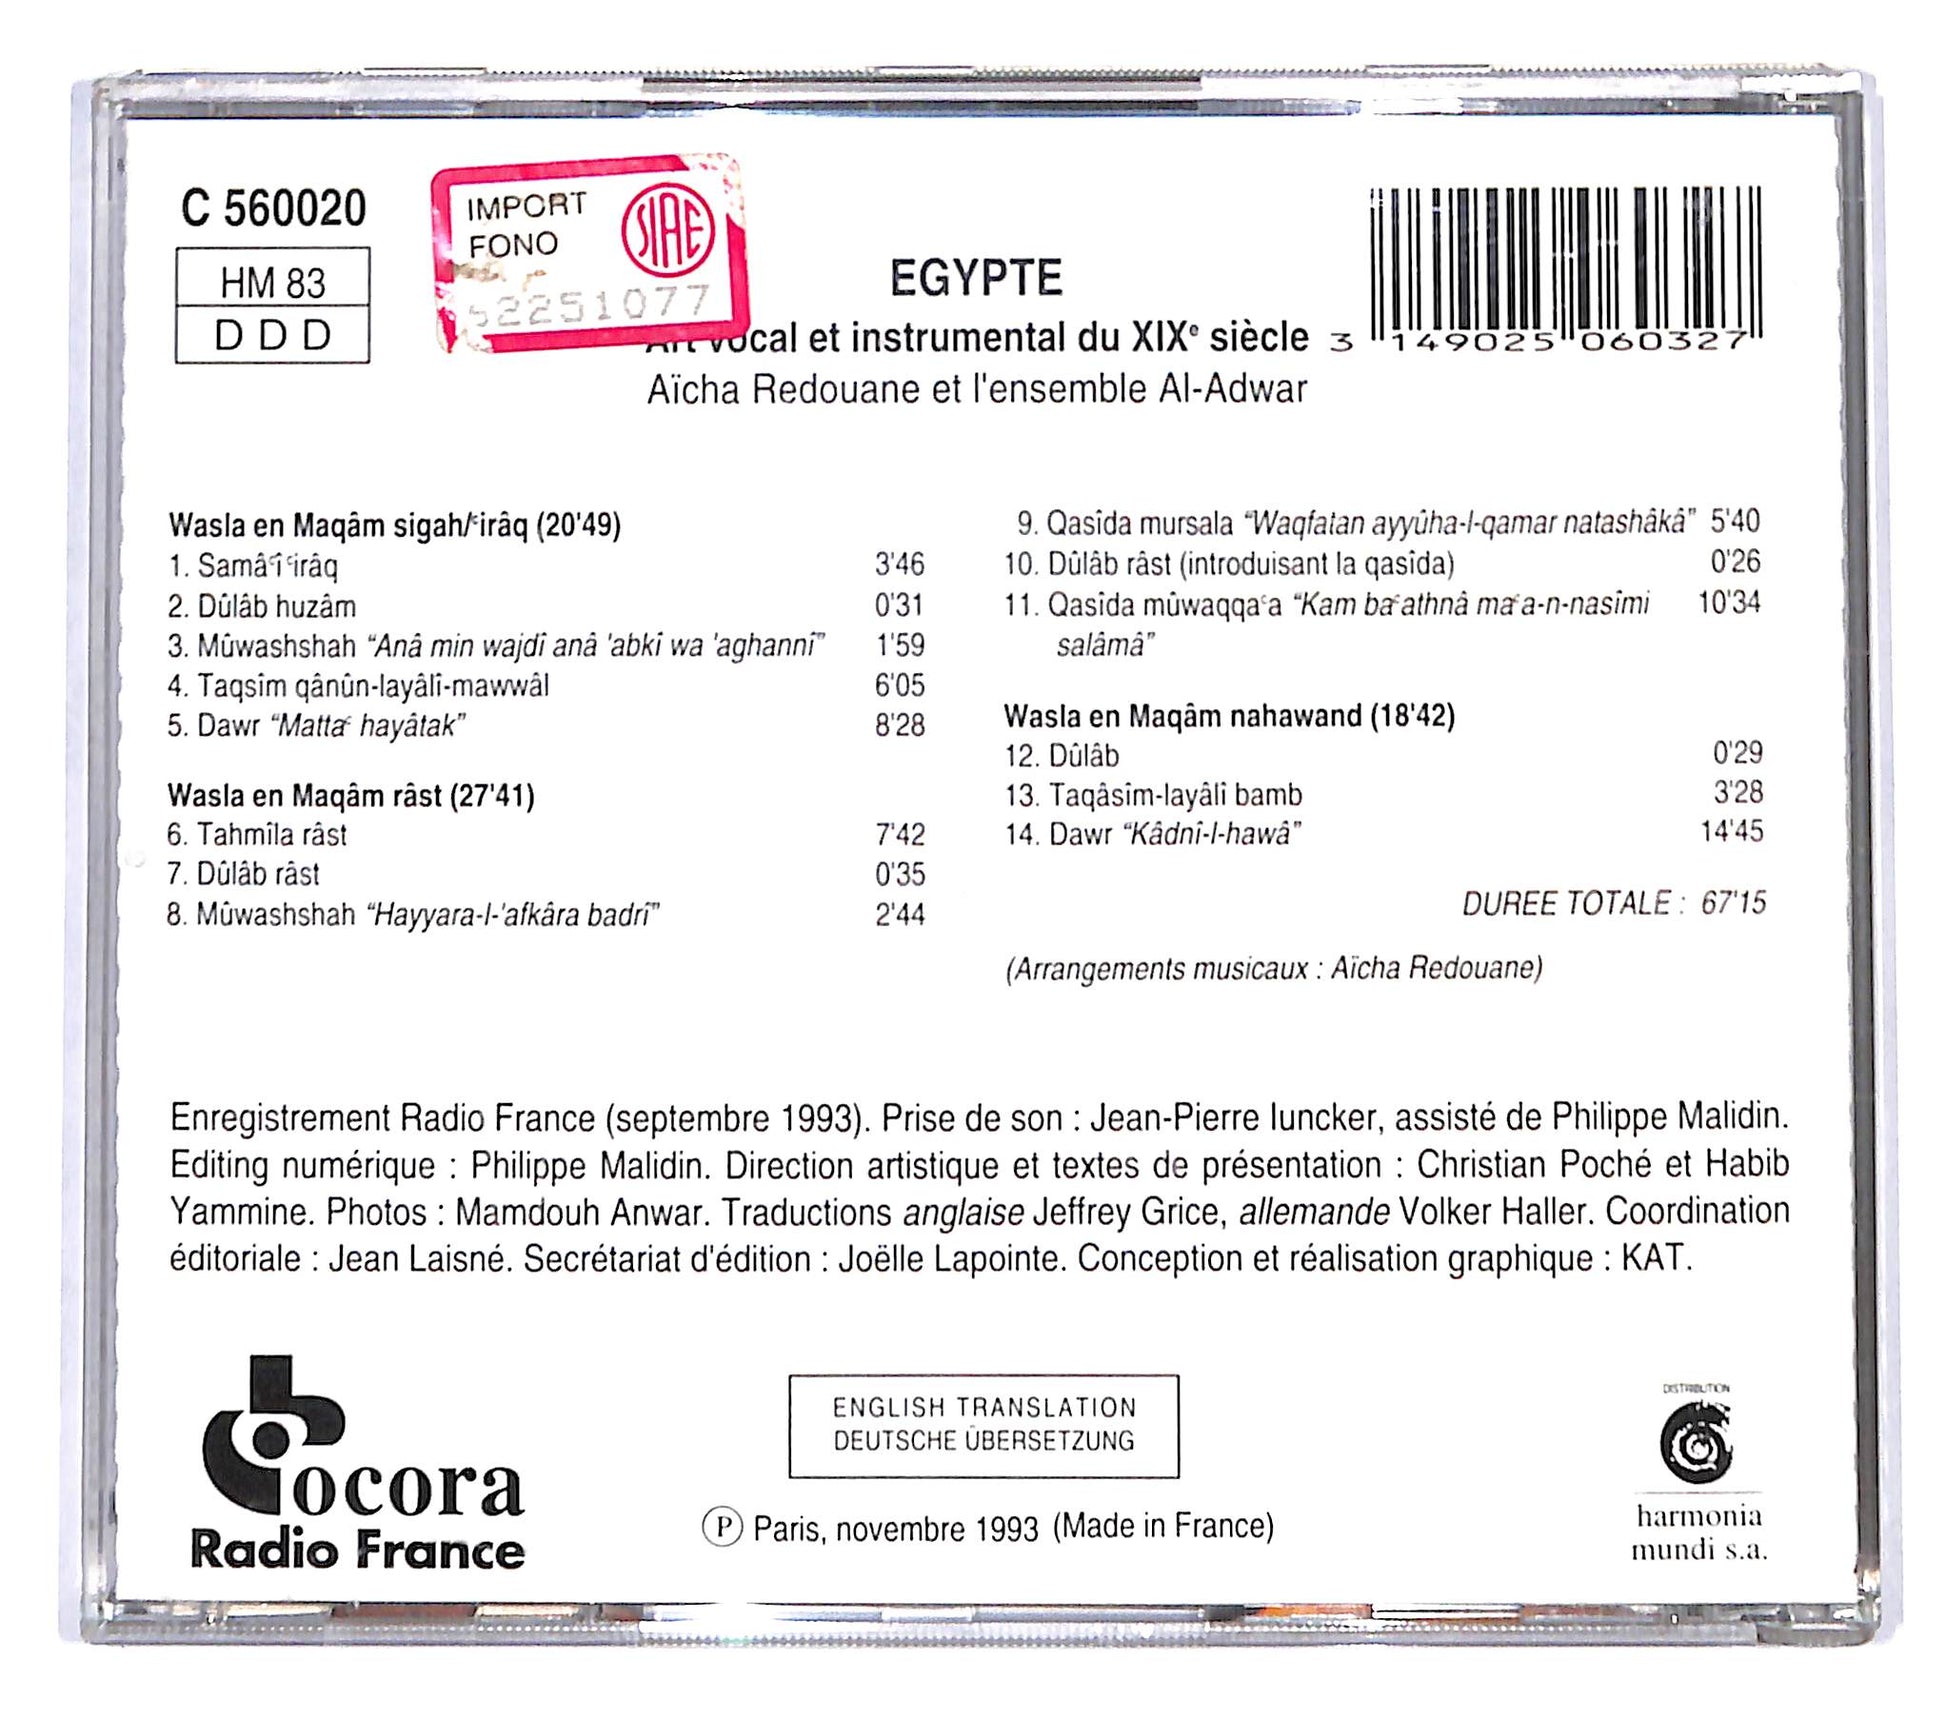 C 560020
HM 83
D D D
IMPORT
FONO
SIAE
52251077
EGYPTE
Art vocal et instrumental du XIXe siècle
Aïcha Redouane et l'ensemble Al-Adwar
3 149025 060327
Wasla en Maqâm sigah/ʿirâq (20'49)
1. Samâʿî ʿirâq 3'46
2. Dûlâb huzâm 0'31
3. Mûwashshah “Anâ min wajdî anâ 'abkî wa 'aghannî” 1'59
4. Taqsîm qânûn-layâlî-mawwâl 6'05
5. Dawr “Mattaʿ hayâtak” 8'28
Wasla en Maqâm râst (27'41)
6. Tahmîla râst 7'42
7. Dûlâb râst 0'35
8. Mûwashshah “Hayyara-l-'afkâra badrî” 2'44
9. Qasîda mursala “Waqfatan ayyûha-l-qamar natashâkâ” 5'40
10. Dûlâb râst (introduisant la qasîda) 0'26
11. Qasîda mûwaqqaʿa “Kam baʿathnâ maʿa-n-nasîmi 10'34
salâmâ”
Wasla en Maqâm nahawand (18'42)
12. Dûlâb 0'29
13. Taqâsîm-layâlî bamb 3'28
14. Dawr “Kâdnî-l-hawâ” 14'45
DUREE TOTALE : 67'15
(Arrangements musicaux : Aïcha Redouane)
Enregistrement Radio France (septembre 1993). Prise de son : Jean-Pierre Iuncker, assisté de Philippe Malidin.
Editing numérique : Philippe Malidin. Direction artistique et textes de présentation : Christian Poché et Habib
Yammine. Photos : Mamdouh Anwar. Traductions anglaise Jeffrey Grice, allemande Volker Haller. Coordination
éditoriale : Jean Laisné. Secrétariat d'édition : Joëlle Lapointe. Conception et réalisation graphique : KAT.
ocora
Radio France
ENGLISH TRANSLATION
DEUTSCHE ÜBERSETZUNG
Ⓟ Paris, novembre 1993 (Made in France)
DISTRIBUTION
harmonia
mundi s.a.